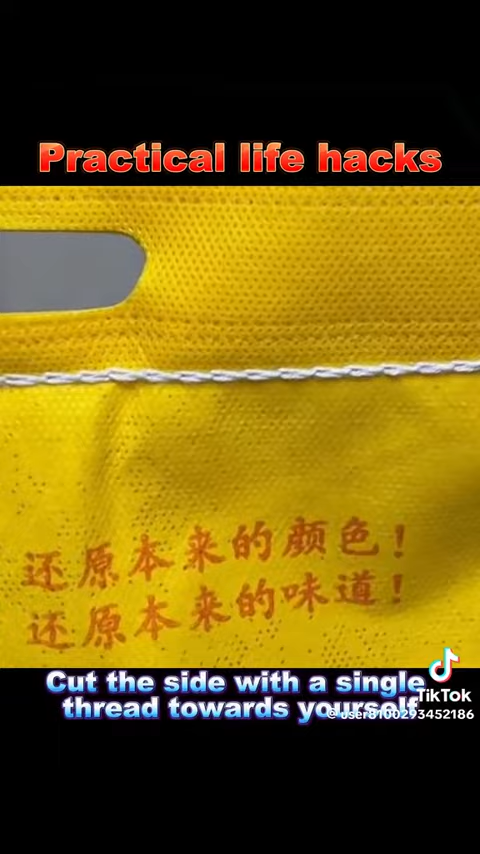 Practical life hacks
还原本来的颜色！
还原本来的味道！
Cut the side with a single
thread towards yourself
TikTok
@user8100293452186